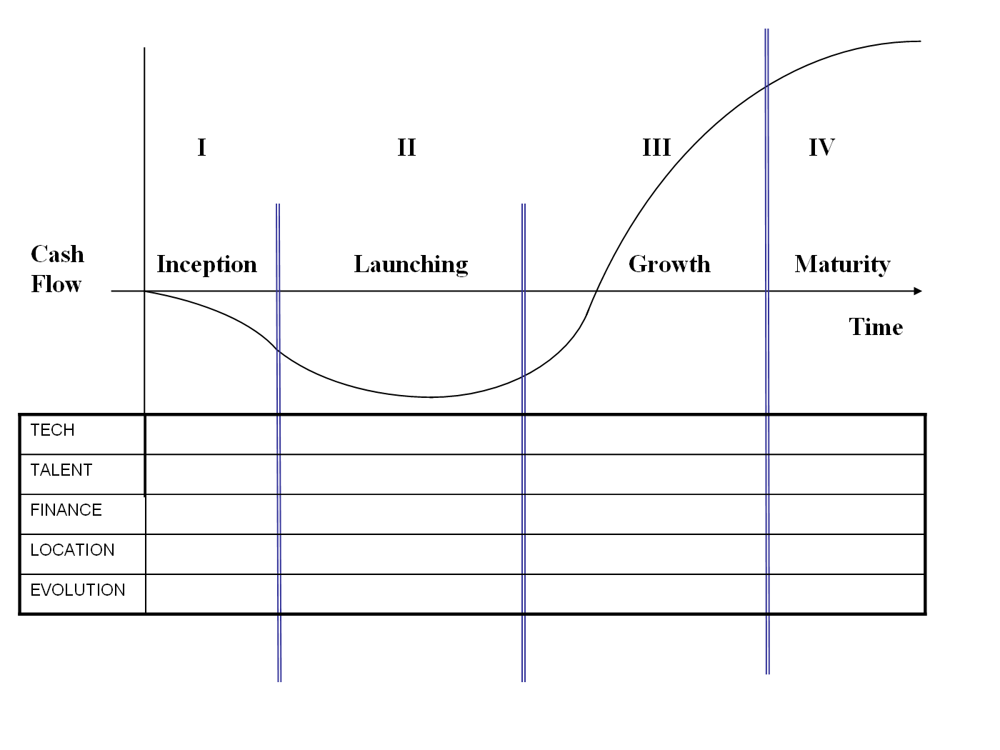 I
II
III
IV
Cash
Flow
Inception
Launching
Growth
Maturity
Time
TECH
TALENT
FINANCE
LOCATION
EVOLUTION